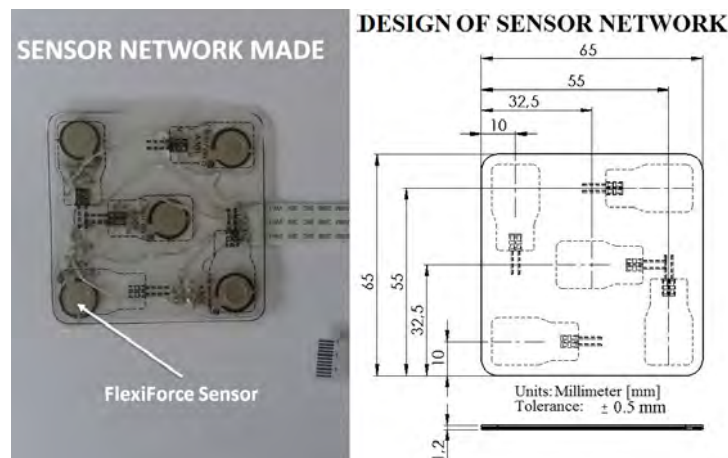 SENSOR NETWORK MADE
FlexiForce Sensor
DESIGN OF SENSOR NETWORK
65
55
32,5
10
65
55
32,5
10
Units: Millimeter [mm]
Tolerance: ± 0.5 mm
1,2